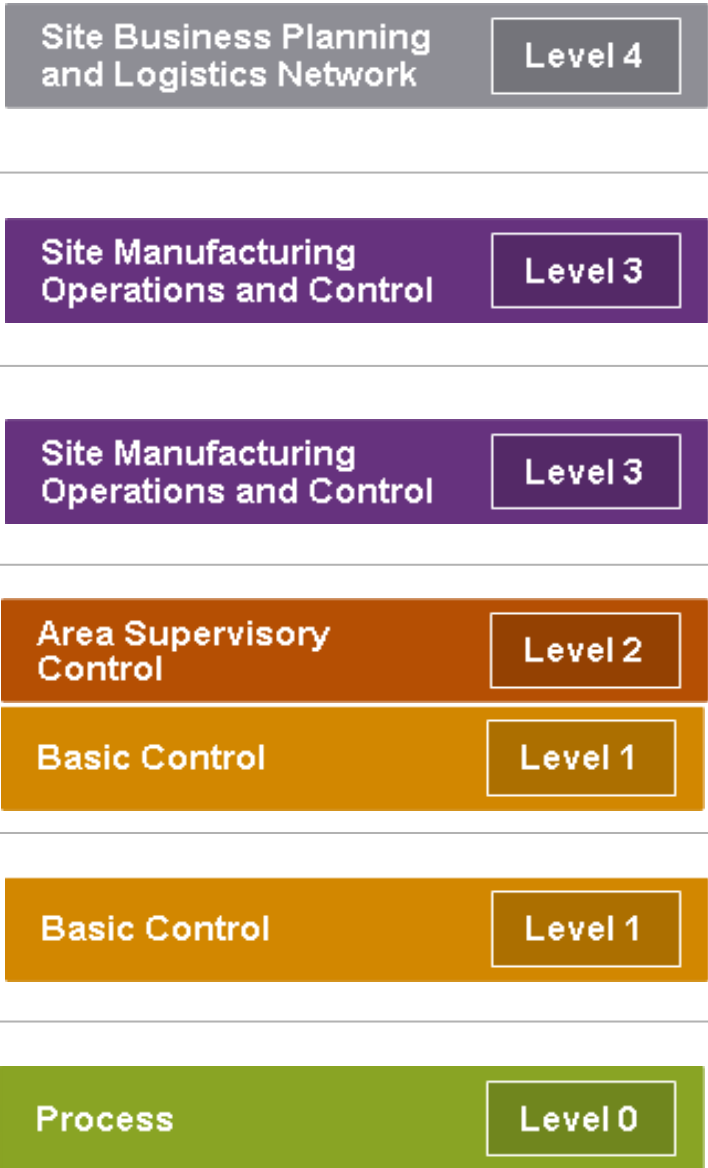 Site Business Planning
and Logistics Network
Level 4
Site Manufacturing
Operations and Control
Level 3
Site Manufacturing
Operations and Control
Level 3
Area Supervisory
Control
Level 2
Basic Control
Level 1
Basic Control
Level 1
Process
Level 0